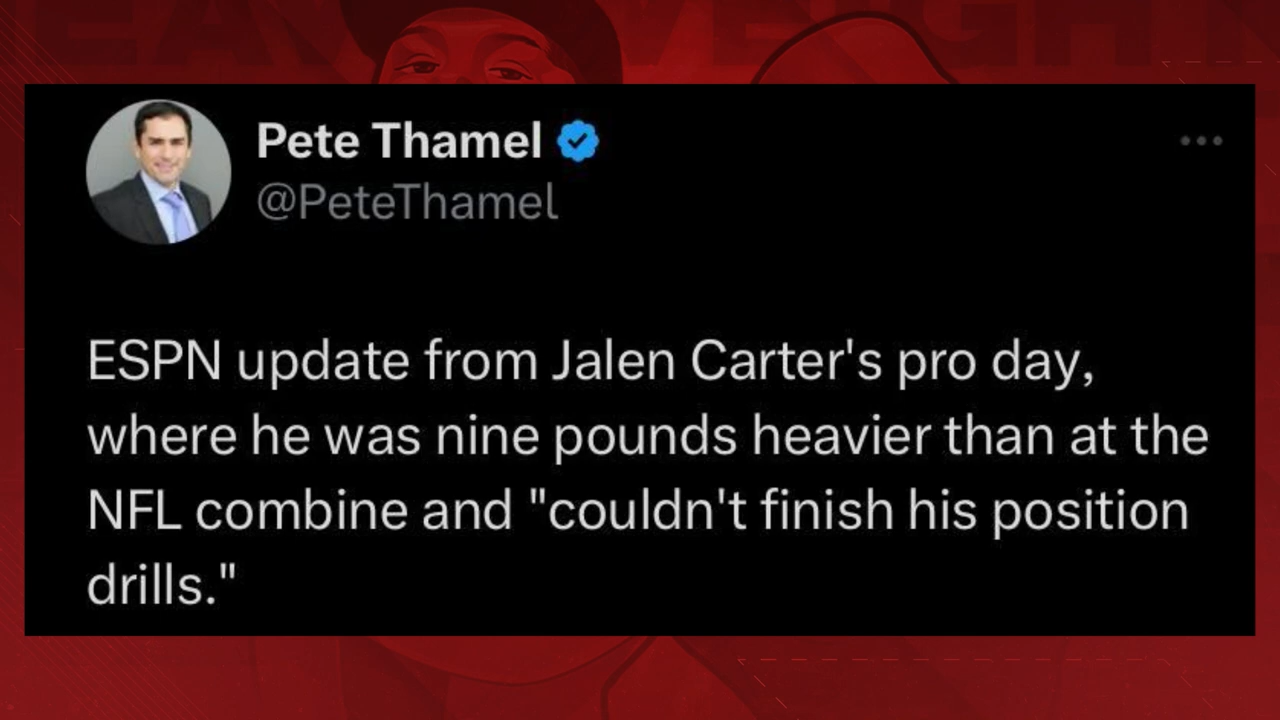 Pete Thamel
@PeteThamel
ESPN update from Jalen Carter's pro day,
where he was nine pounds heavier than at the
NFL combine and "couldn't finish his position
drills."